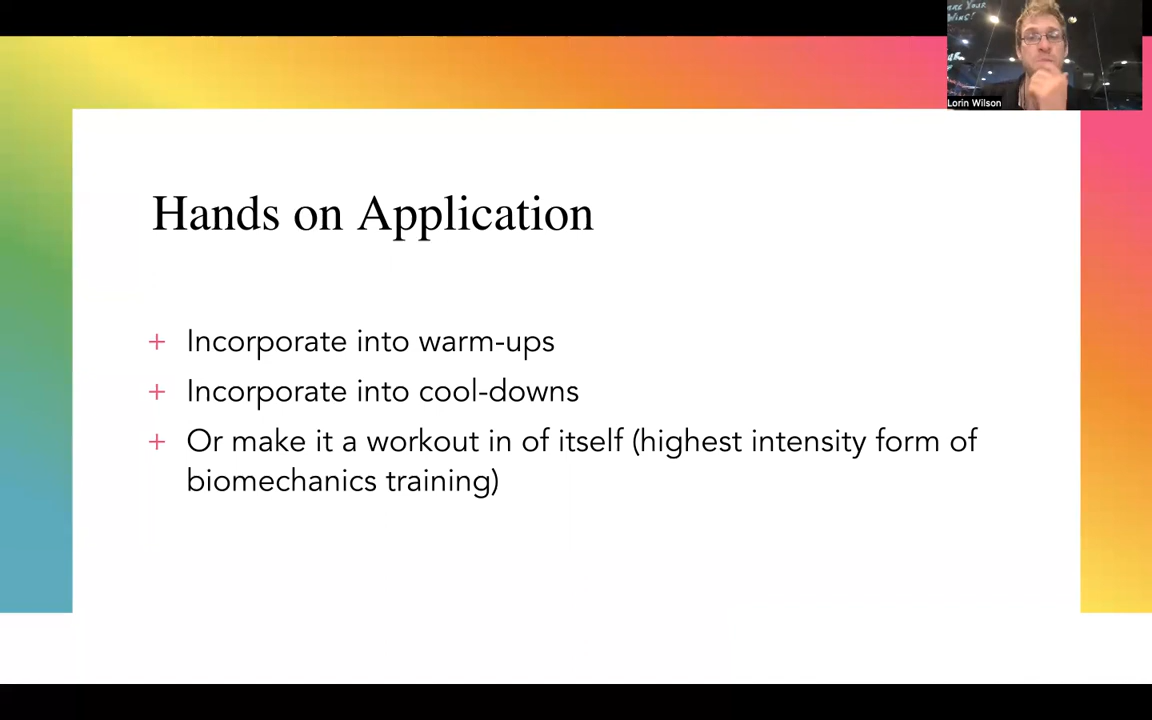 Lorin Wilson
Hands on Application
+ Incorporate into warm-ups
+ Incorporate into cool-downs
+ Or make it a workout in of itself (highest intensity form of
biomechanics training)